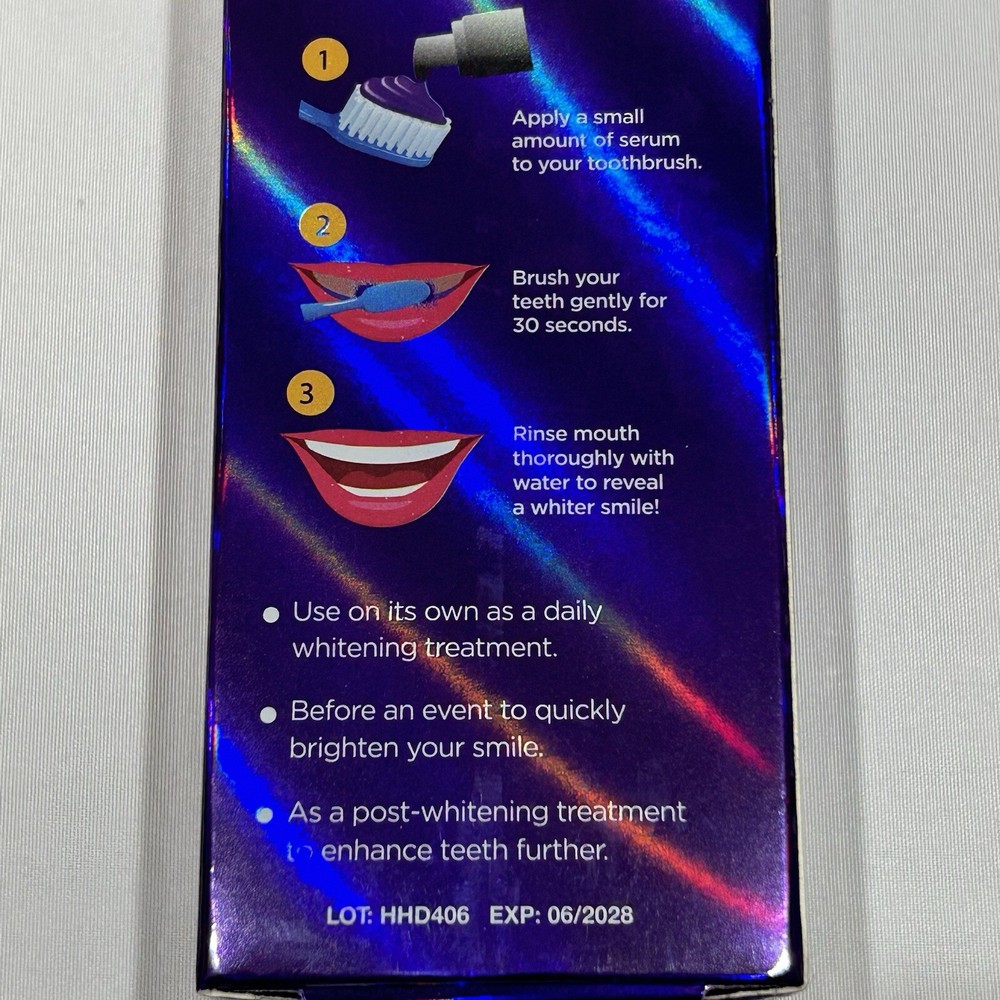 1
Apply a small
amount of serum
to your toothbrush.
2
Brush your
teeth gently for
30 seconds.
3
Rinse mouth
thoroughly with
water to reveal
a whiter smile!
● Use on its own as a daily
whitening treatment.
● Before an event to quickly
brighten your smile.
● As a post-whitening treatment
to enhance teeth further.
LOT: HHD406 EXP: 06/2028